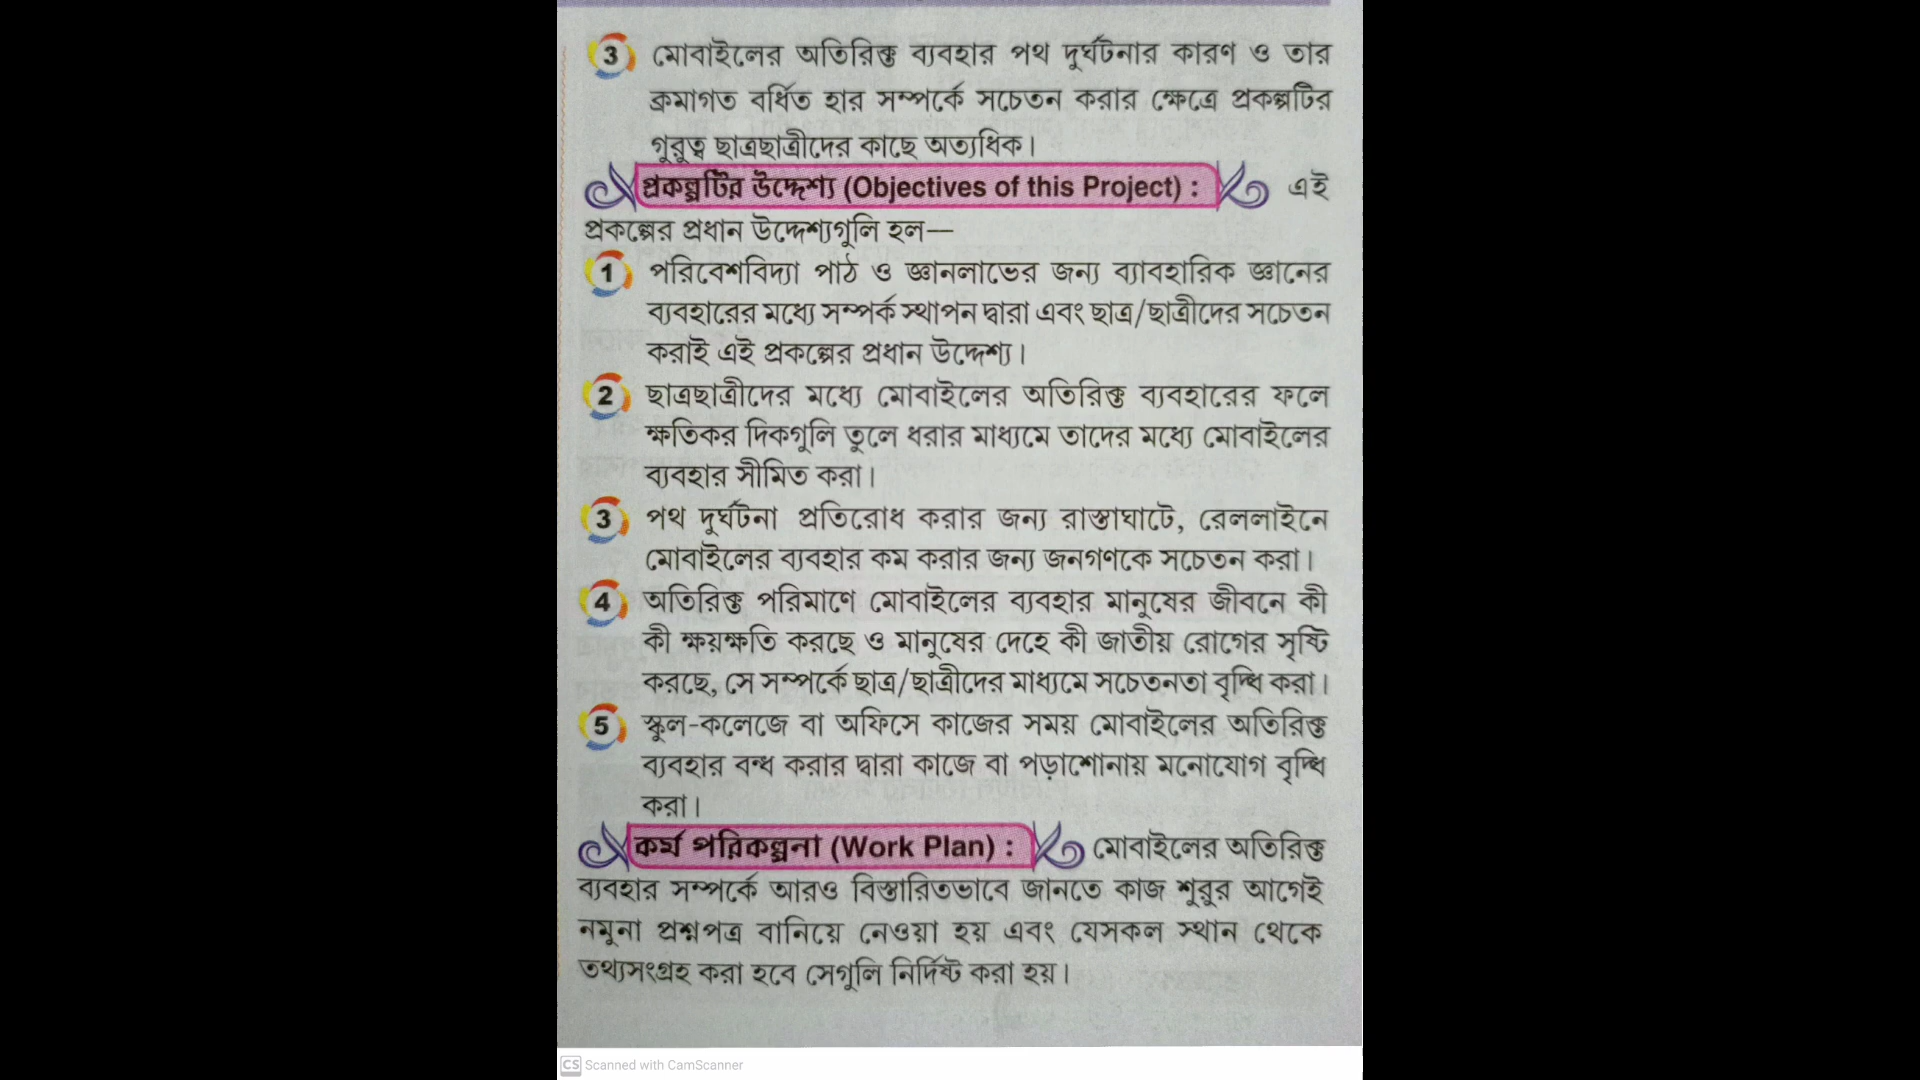 3 মোবাইলের অতিরিক্ত ব্যবহার পথ দুর্ঘটনার কারণ ও তার
ক্রমাগত বর্ধিত হার সম্পর্কে সচেতন করার ক্ষেত্রে প্রকল্পটির
গুরুত্ব ছাত্রছাত্রীদের কাছে অত্যধিক।
প্রকল্পটির উদ্দেশ্য (Objectives of this Project) : এই
প্রকল্পের প্রধান উদ্দেশ্যগুলি হল—
1 পরিবেশবিদ্যা পাঠ ও জ্ঞানলাভের জন্য ব্যাবহারিক জ্ঞানের
ব্যবহারের মধ্যে সম্পর্ক স্থাপন দ্বারা এবং ছাত্র/ছাত্রীদের সচেতন
করাই এই প্রকল্পের প্রধান উদ্দেশ্য।
2 ছাত্রছাত্রীদের মধ্যে মোবাইলের অতিরিক্ত ব্যবহারের ফলে
ক্ষতিকর দিকগুলি তুলে ধরার মাধ্যমে তাদের মধ্যে মোবাইলের
ব্যবহার সীমিত করা।
3 পথ দুর্ঘটনা প্রতিরোধ করার জন্য রাস্তাঘাটে, রেললাইনে
মোবাইলের ব্যবহার কম করার জন্য জনগণকে সচেতন করা।
4 অতিরিক্ত পরিমাণে মোবাইলের ব্যবহার মানুষের জীবনে কী
কী ক্ষয়ক্ষতি করছে ও মানুষের দেহে কী জাতীয় রোগের সৃষ্টি
করছে, সে সম্পর্কে ছাত্র/ছাত্রীদের মাধ্যমে সচেতনতা বৃদ্ধি করা।
5 স্কুল-কলেজে বা অফিসে কাজের সময় মোবাইলের অতিরিক্ত
ব্যবহার বন্ধ করার দ্বারা কাজে বা পড়াশোনায় মনোযোগ বৃদ্ধি
করা।
কর্ম পরিকল্পনা (Work Plan) : মোবাইলের অতিরিক্ত
ব্যবহার সম্পর্কে আরও বিস্তারিতভাবে জানতে কাজ শুরুর আগেই
নমুনা প্রশ্নপত্র বানিয়ে নেওয়া হয় এবং যেসকল স্থান থেকে
তথ্যসংগ্রহ করা হবে সেগুলি নির্দিষ্ট করা হয়।
CS Scanned with CamScanner